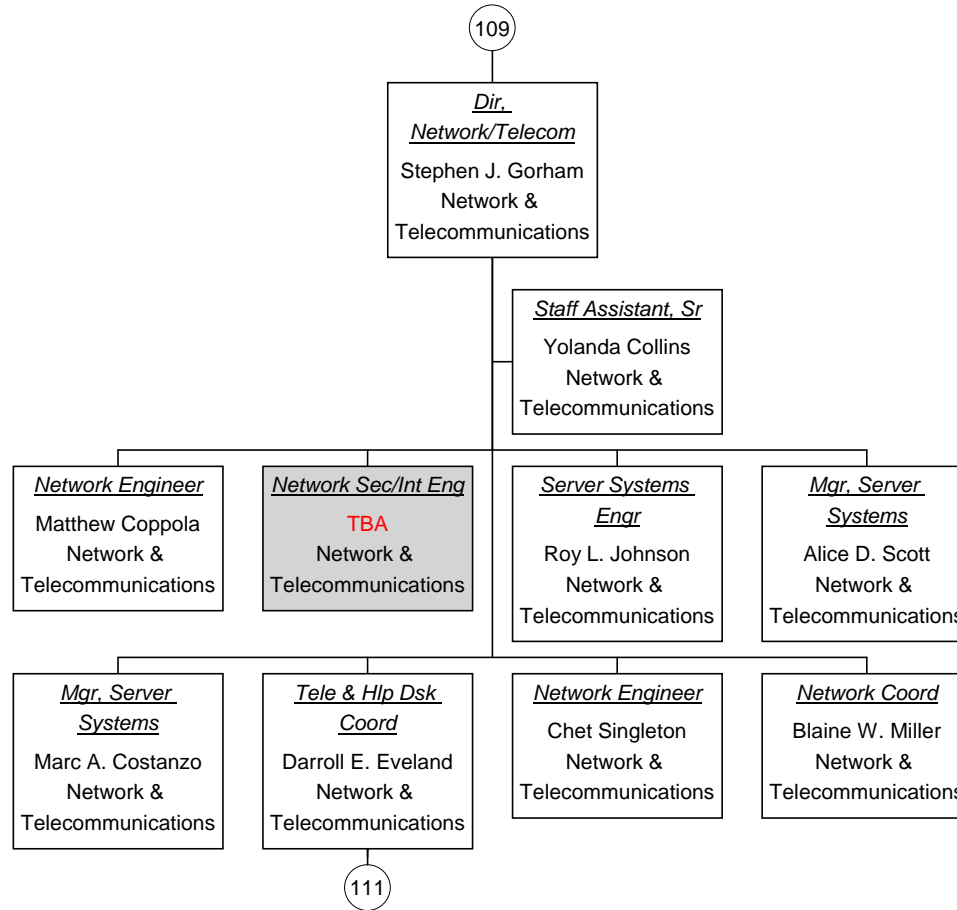 109
Dir,
Network/Telecom
Stephen J. Gorham
Network &
Telecommunications
Staff Assistant, Sr
Yolanda Collins
Network &
Telecommunications
Network Engineer
Matthew Coppola
Network &
Telecommunications
Network Sec/Int Eng
TBA
Network &
Telecommunications
Server Systems
Engr
Roy L. Johnson
Network &
Telecommunications
Mgr, Server
Systems
Alice D. Scott
Network &
Telecommunications
Mgr, Server
Systems
Marc A. Costanzo
Network &
Telecommunications
Tele & Hlp Dsk
Coord
Darroll E. Eveland
Network &
Telecommunications
Network Engineer
Chet Singleton
Network &
Telecommunications
Network Coord
Blaine W. Miller
Network &
Telecommunications
111